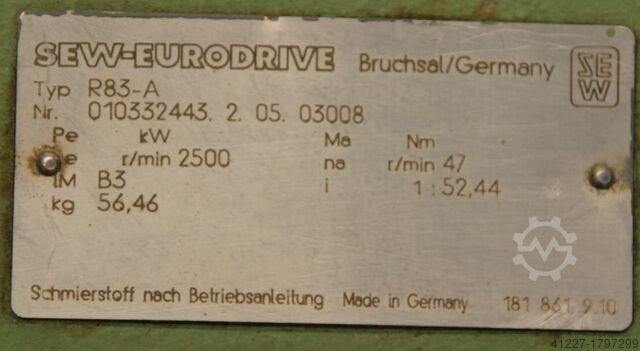 SEW-EURODRIVE Bruchsal/Germany SEW
Typ R83-A
Nr. 010332443. 2. 05. 03008
Pe kW Ma Nm
e r/min 2500 na r/min 47
IM B3 i 1:52,44
kg 56,46
Schmierstoff nach Betriebsanleitung Made in Germany 181 861 9.10
41227-1797299